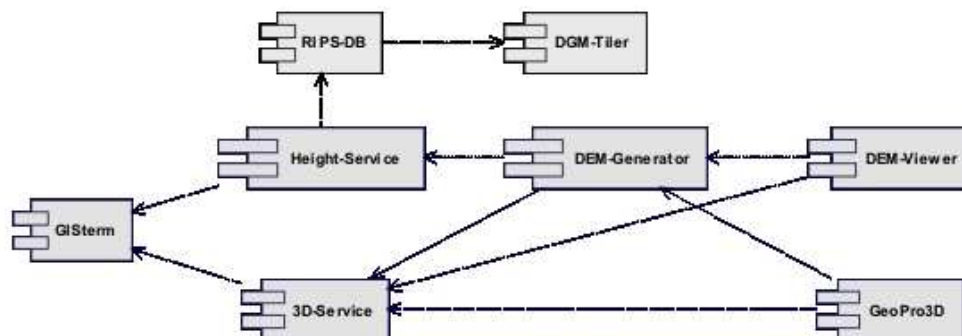 RIPS-DB
DGM-Tiler
Height-Service
DEM-Generator
DEM-Viewer
GISterm
3D-Service
GeoPro3D